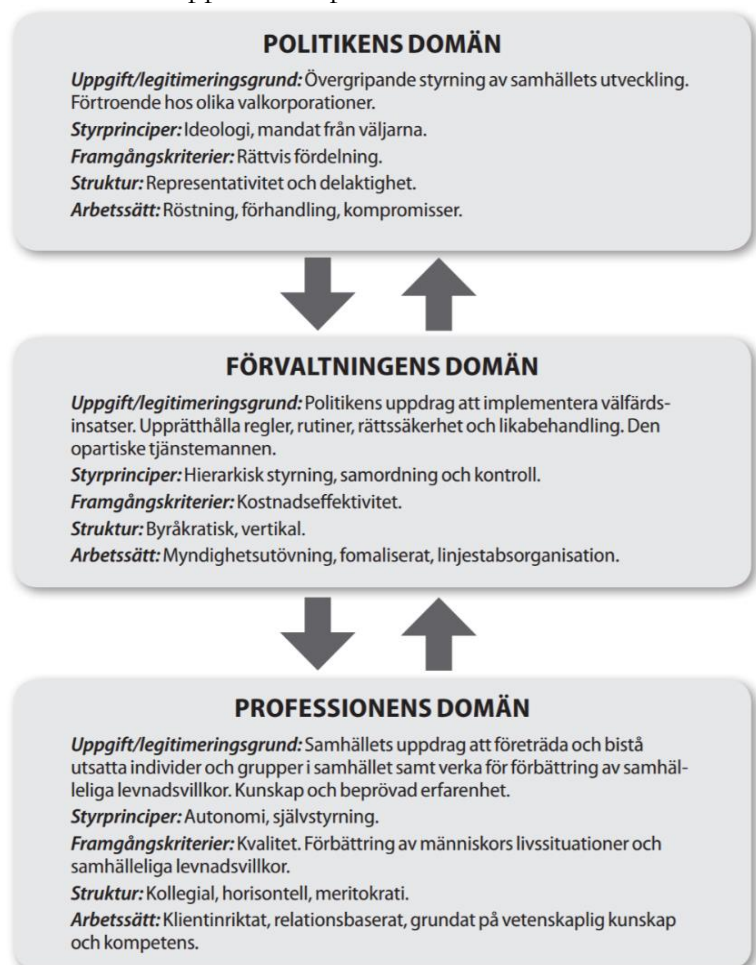 POLITIKENS DOMÄN
Uppgift/legitimeringsgrund: Övergripande styrning av samhällets utveckling.
Förtroende hos olika valkorporationer.
Styrprinciper: Ideologi, mandat från väljarna.
Framgångskriterier: Rättvis fördelning.
Struktur: Representativitet och delaktighet.
Arbetssätt: Röstning, förhandling, kompromisser.
FÖRVALTNINGENS DOMÄN
Uppgift/legitimeringsgrund: Politikens uppdrag att implementera välfärds-
insatser. Upprätthålla regler, rutiner, rättssäkerhet och likabehandling. Den
opartiske tjänstemannen.
Styrprinciper: Hierarkisk styrning, samordning och kontroll.
Framgångskriterier: Kostnadseffektivitet.
Struktur: Byråkratisk, vertikal.
Arbetssätt: Myndighetsutövning, fomaliserat, linjestabsorganisation.
PROFESSIONENS DOMÄN
Uppgift/legitimeringsgrund: Samhällets uppdrag att företräda och bistå
utsatta individer och grupper i samhället samt verka för förbättring av samhäl-
leliga levnadsvillkor. Kunskap och beprövad erfarenhet.
Styrprinciper: Autonomi, självstyrning.
Framgångskriterier: Kvalitet. Förbättring av människors livssituationer och
samhälleliga levnadsvillkor.
Struktur: Kollegial, horisontell, meritokrati.
Arbetssätt: Klientinriktat, relationsbaserat, grundat på vetenskaplig kunskap
och kompetens.